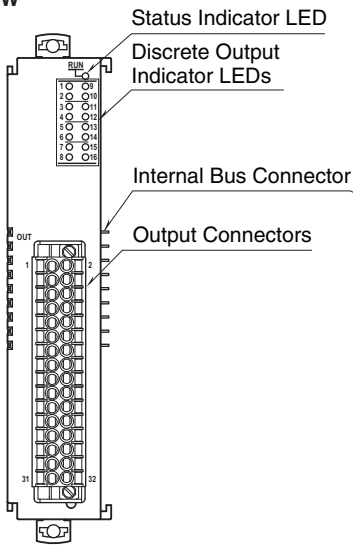 W
Status Indicator LED
RUN
Discrete Output
Indicator LEDs
1 9
2 10
3 11
4 12
5 13
6 14
7 15
8 16
Internal Bus Connector
OUT
Output Connectors
1 2
31 32